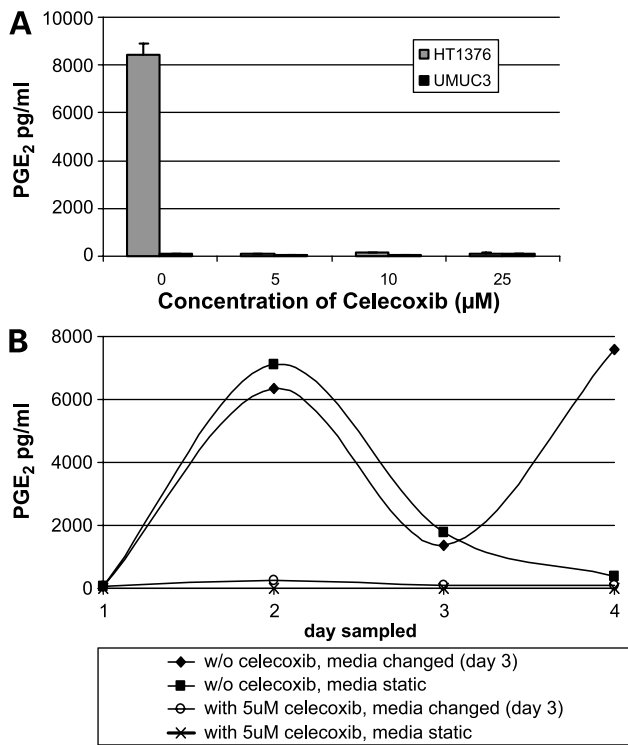 A
10000
8000
6000
4000
2000
0
PGE₂ pg/ml
HT1376
UMUC3
0 5 10 25
Concentration of Celecoxib (µM)
B
8000
6000
4000
2000
0
PGE₂ pg/ml
1 2 3 4
day sampled
w/o celecoxib, media changed (day 3)
w/o celecoxib, media static
with 5uM celecoxib, media changed (day 3)
with 5uM celecoxib, media static